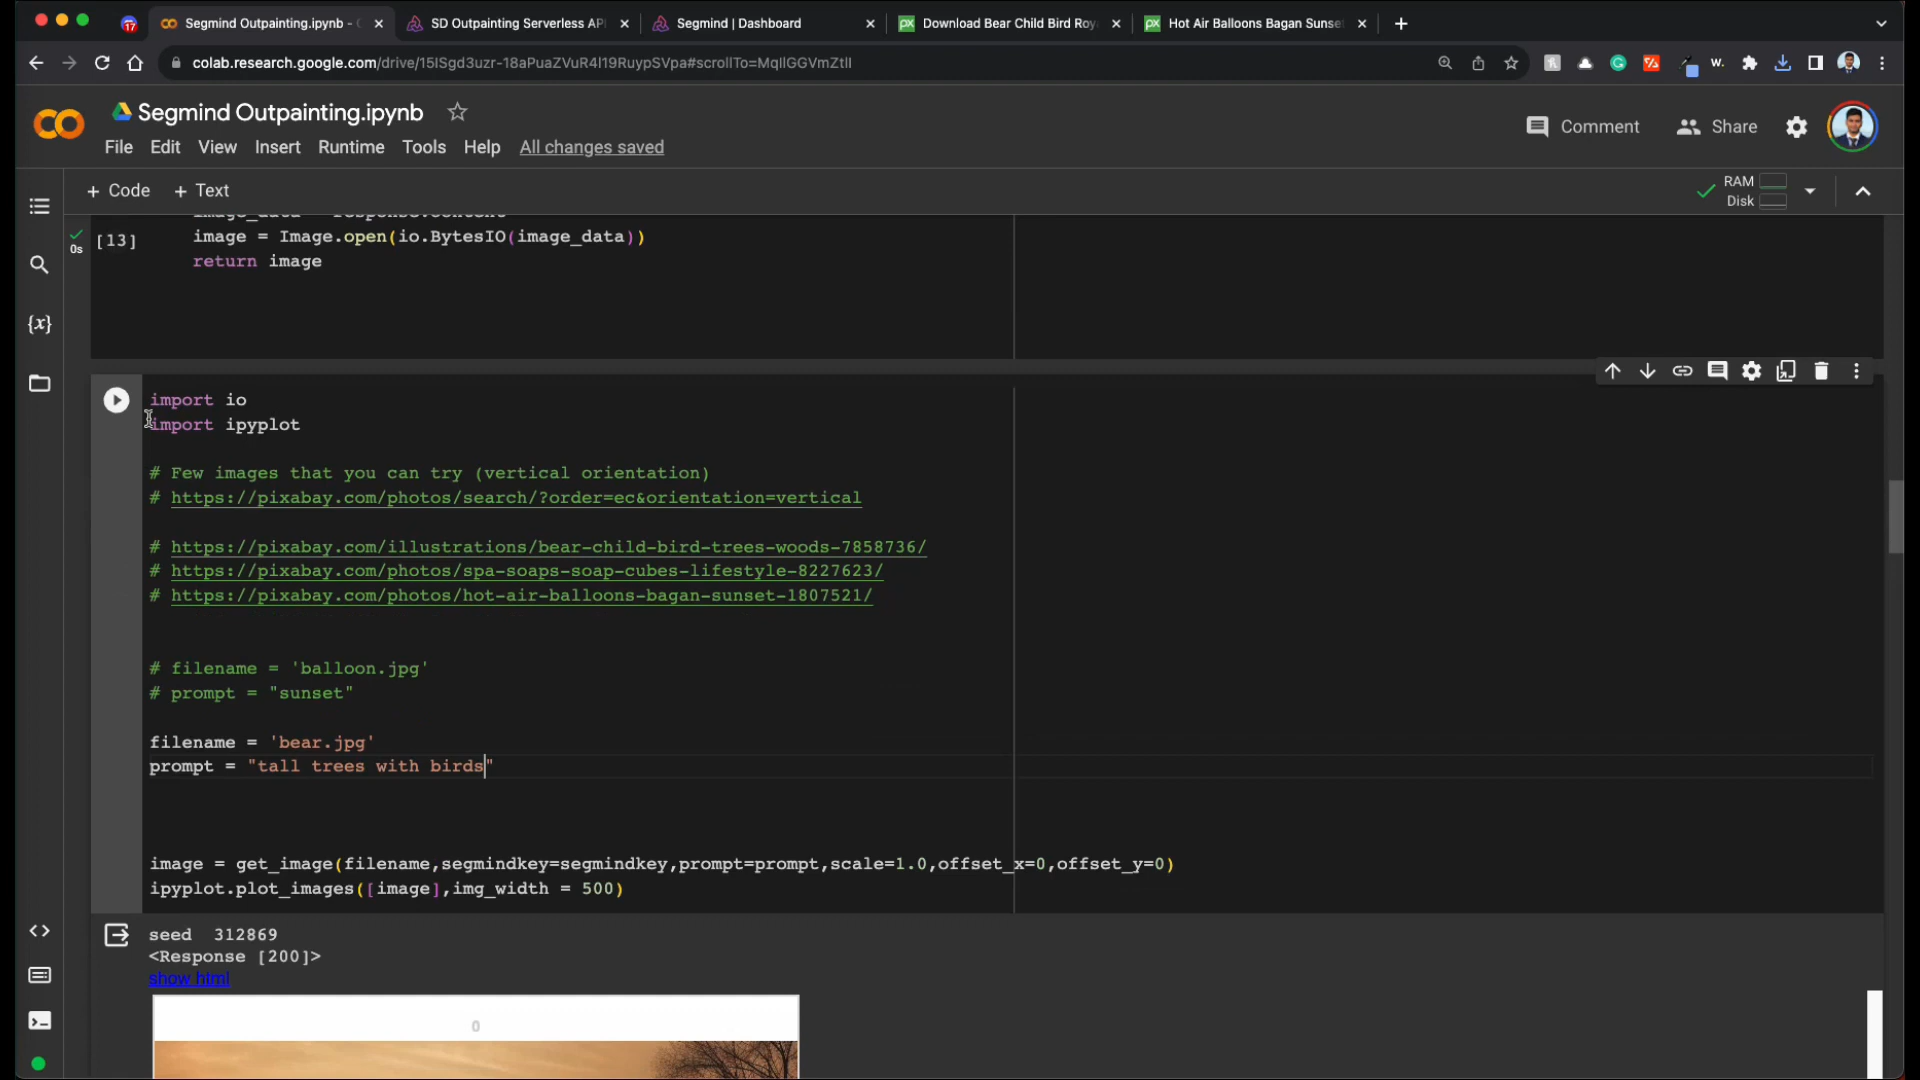 17
Segmind Outpainting.ipynb - C
SD Outpainting Serverless API
Segmind | Dashboard
Download Bear Child Bird Roya
Hot Air Balloons Bagan Sunset
colab.research.google.com/drive/
Segmind Outpainting.ipynb
Comment
Share
File Edit View Insert Runtime Tools Help All changes saved
+ Code + Text
RAM
Disk
image_data = response.content
[13]
0s
image = Image.open(io.BytesIO(image_data))
return image
import io
import ipyplot
# Few images that you can try (vertical orientation)
# https://pixabay.com/photos/search/?order=ec&orientation=vertical
# https://pixabay.com/illustrations/bear-child-bird-trees-woods-7858736/
# https://pixabay.com/photos/spa-soaps-soap-cubes-lifestyle-8227623/
# https://pixabay.com/photos/hot-air-balloons-bagan-sunset-1807521/
# filename = 'balloon.jpg'
# prompt = "sunset"
filename = 'bear.jpg'
prompt = "tall trees with birds"
image = get_image(filename,segmindkey=segmindkey,prompt=prompt,scale=1.0,offset_x=0,offset_y=0)
ipyplot.plot_images([image],img_width = 500)
seed 312869
<Response [200]>
show html
0